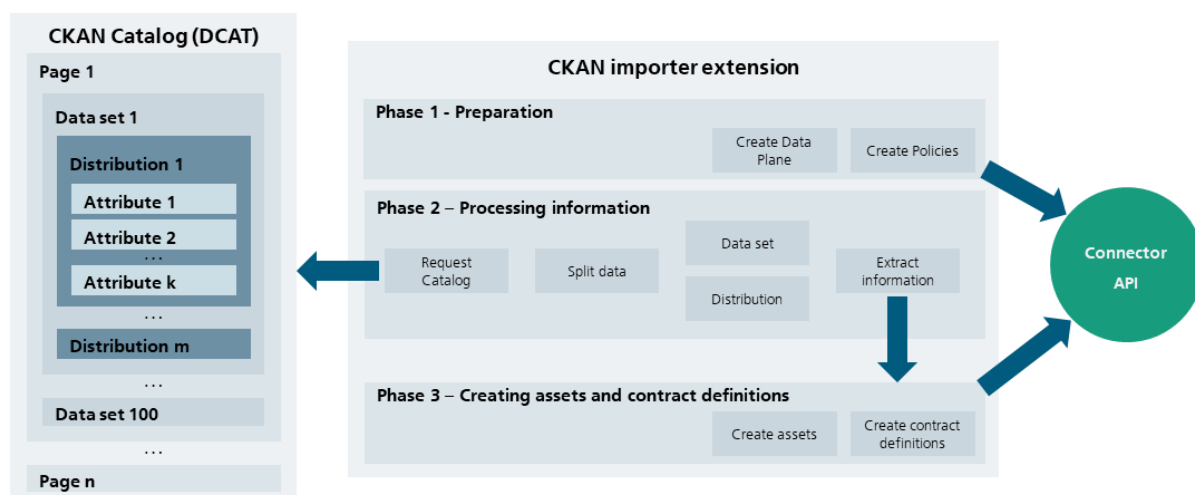 CKAN Catalog (DCAT)
Page 1
Data set 1
Distribution 1
Attribute 1
Attribute 2
...
Attribute k
...
Distribution m
...
Data set 100
...
Page n
CKAN importer extension
Phase 1 - Preparation
Create Data
Plane
Create Policies
Phase 2 – Processing information
Request
Catalog
Split data
Data set
Distribution
Extract
information
Phase 3 – Creating assets and contract definitions
Create assets
Create contract
definitions
Connector
API